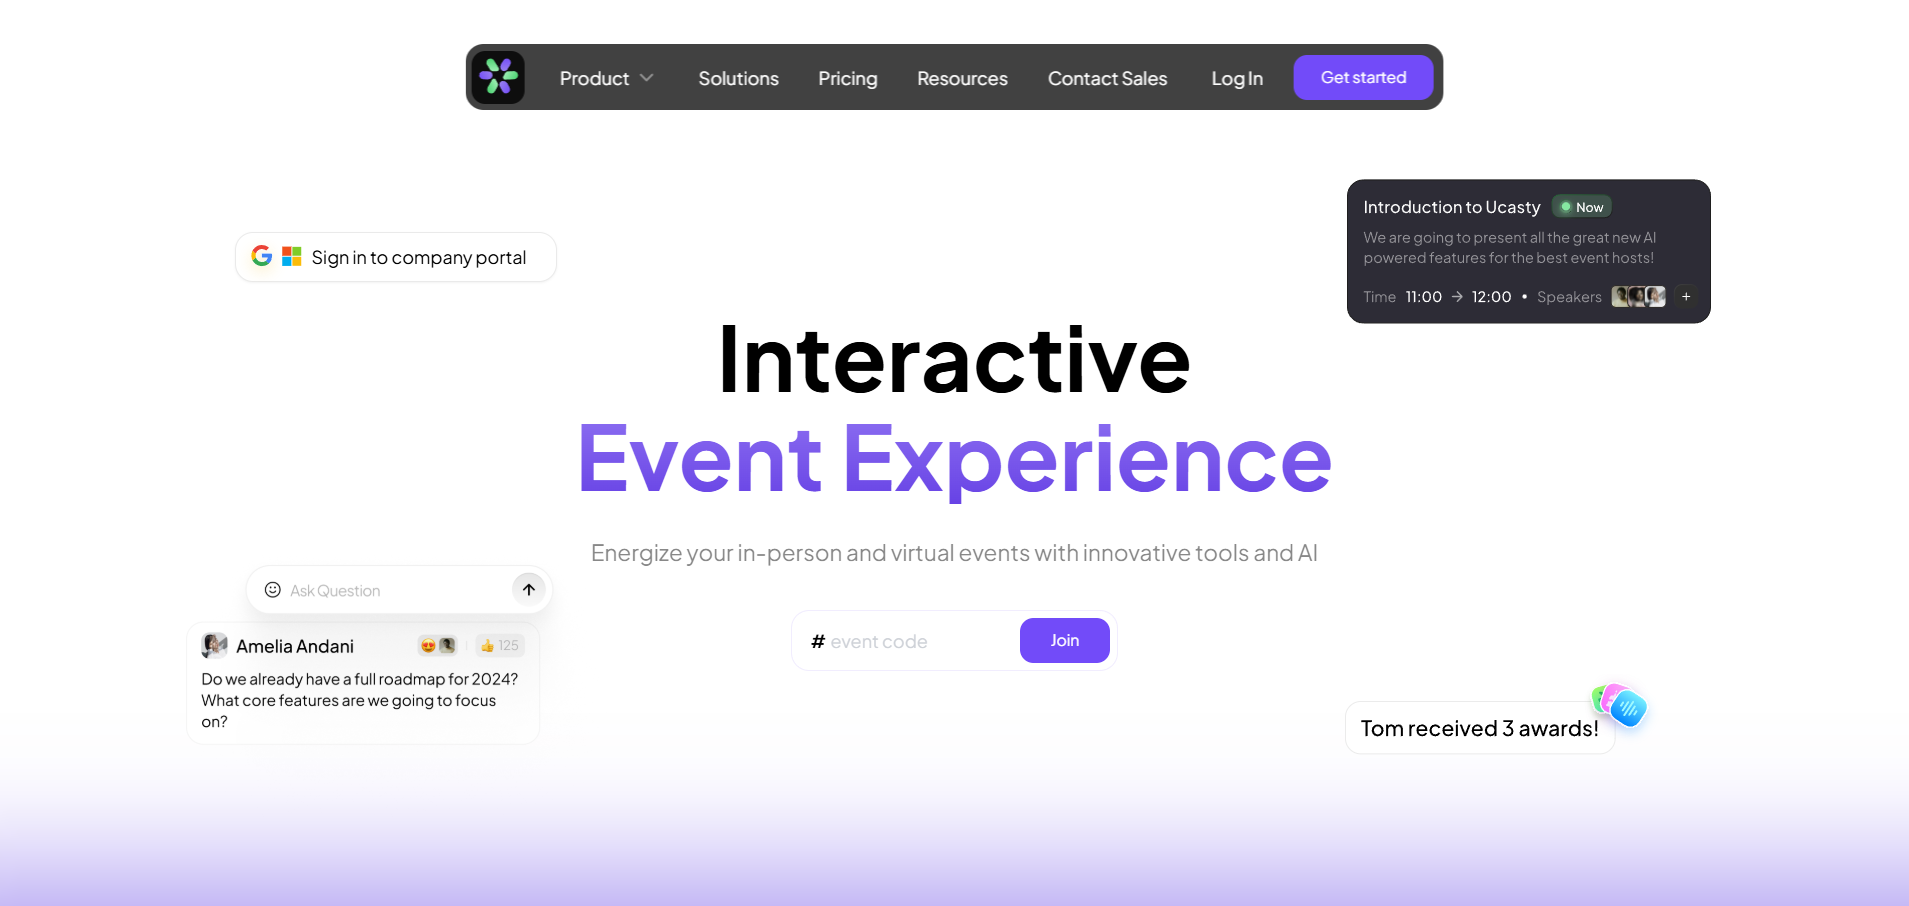 Product
Solutions
Pricing
Resources
Contact Sales
Log In
Get started
Introduction to Ucasty
Now
We are going to present all the great new AI
powered features for the best event hosts!
Time 11:00 → 12:00 • Speakers +
Sign in to company portal
Interactive
Event Experience
Energize your in-person and virtual events with innovative tools and AI
# event code
Join
Ask Question
Amelia Andani
125
Do we already have a full roadmap for 2024?
What core features are we going to focus
on?
Tom received 3 awards!